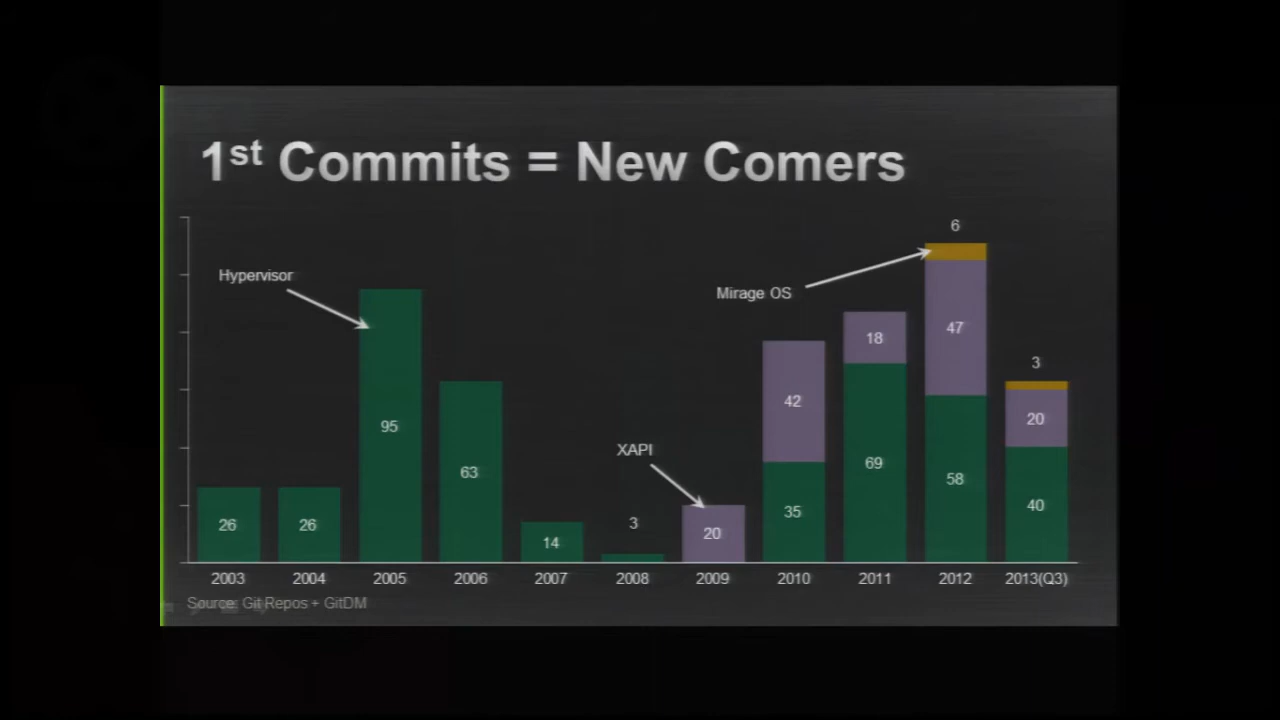 1st Commits = New Comers
6
Hypervisor
Mirage OS
18
47
3
42
20
95
XAPI
63
69
58
26
26
14
3
20
35
40
2003 2004 2005 2006 2007 2008 2009 2010 2011 2012 2013(Q3)
Source: Git Repos + GitDM